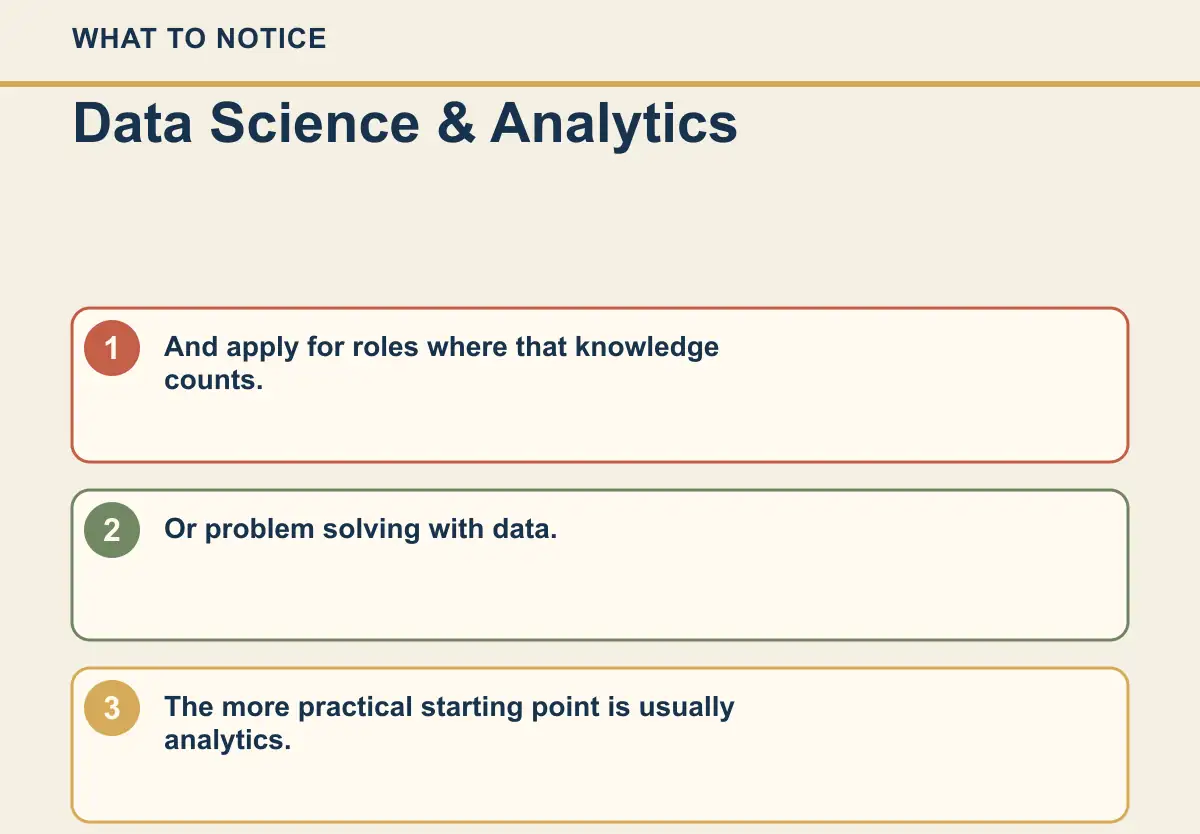 WHAT TO NOTICE
Data Science & Analytics
1
And apply for roles where that knowledge
counts.
2
Or problem solving with data.
3
The more practical starting point is usually
analytics.